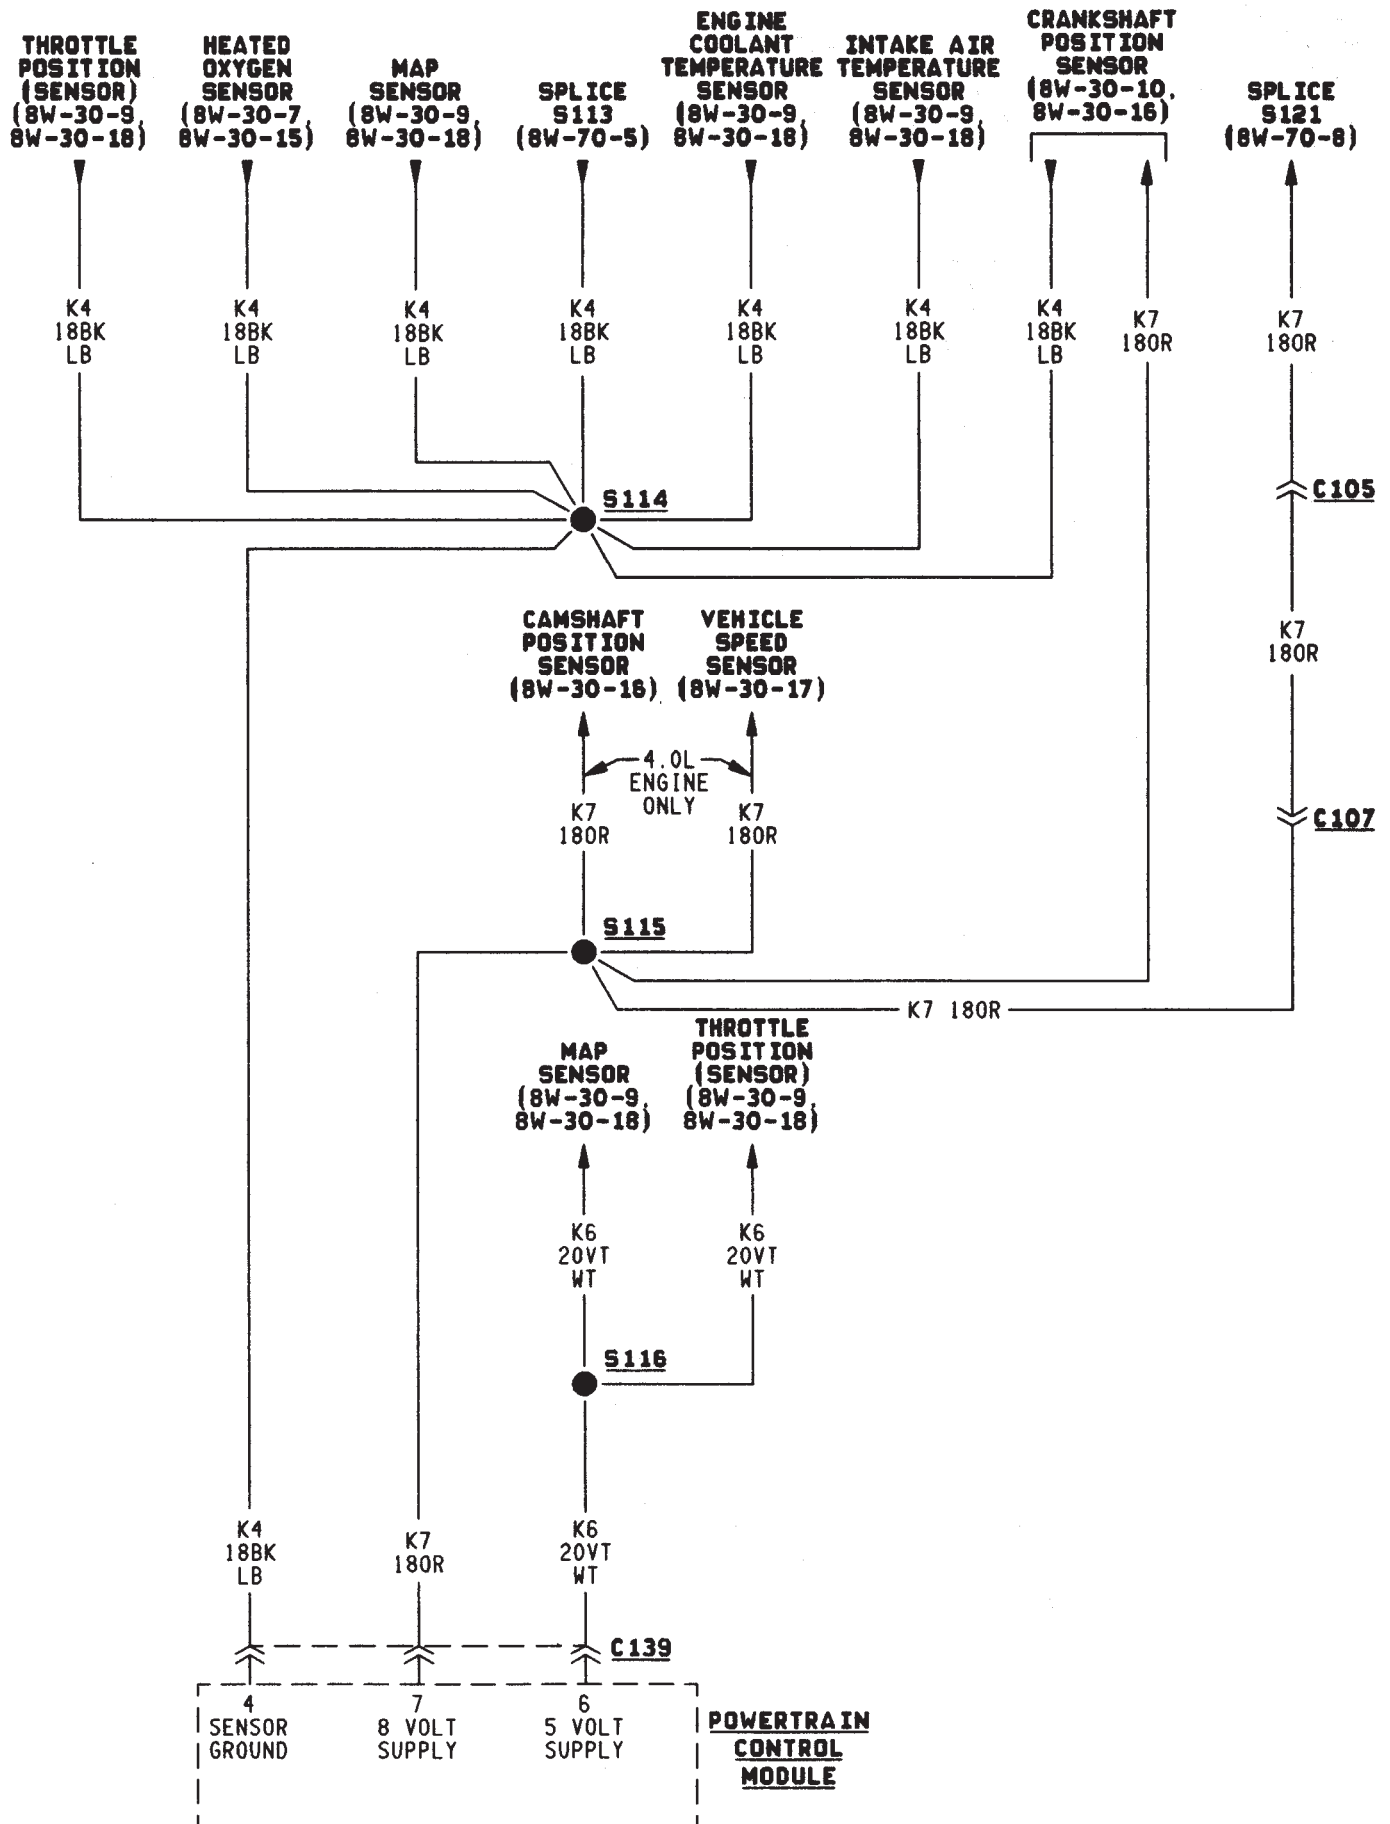 THROTTLE
POSITION
(SENSOR)
(8W-30-9,
8W-30-18)
HEATED
OXYGEN
SENSOR
(8W-30-7,
8W-30-15)
MAP
SENSOR
(8W-30-9,
8W-30-18)
SPLICE
S113
(8W-70-5)
ENGINE
COOLANT
TEMPERATURE
SENSOR
(8W-30-9,
8W-30-18)
INTAKE AIR
TEMPERATURE
SENSOR
(8W-30-9,
8W-30-18)
CRANKSHAFT
POSITION
SENSOR
(8W-30-10,
8W-30-16)
SPLICE
S121
(8W-70-8)
K4
18BK
LB
K4
18BK
LB
K4
18BK
LB
K4
18BK
LB
K4
18BK
LB
K4
18BK
LB
K4
18BK
LB
K7
18OR
K7
18OR
S114
C105
CAMSHAFT
POSITION
SENSOR
(8W-30-16)
VEHICLE
SPEED
SENSOR
(8W-30-17)
K7
18OR
4.0L
ENGINE
ONLY
K7
18OR
K7
18OR
C107
S115
K7 18OR
MAP
SENSOR
(8W-30-9,
8W-30-18)
THROTTLE
POSITION
(SENSOR)
(8W-30-9,
8W-30-18)
K6
20VT
WT
K6
20VT
WT
S116
K4
18BK
LB
K7
18OR
K6
20VT
WT
C139
4
SENSOR
GROUND
7
8 VOLT
SUPPLY
6
5 VOLT
SUPPLY
POWERTRAIN
CONTROL
MODULE